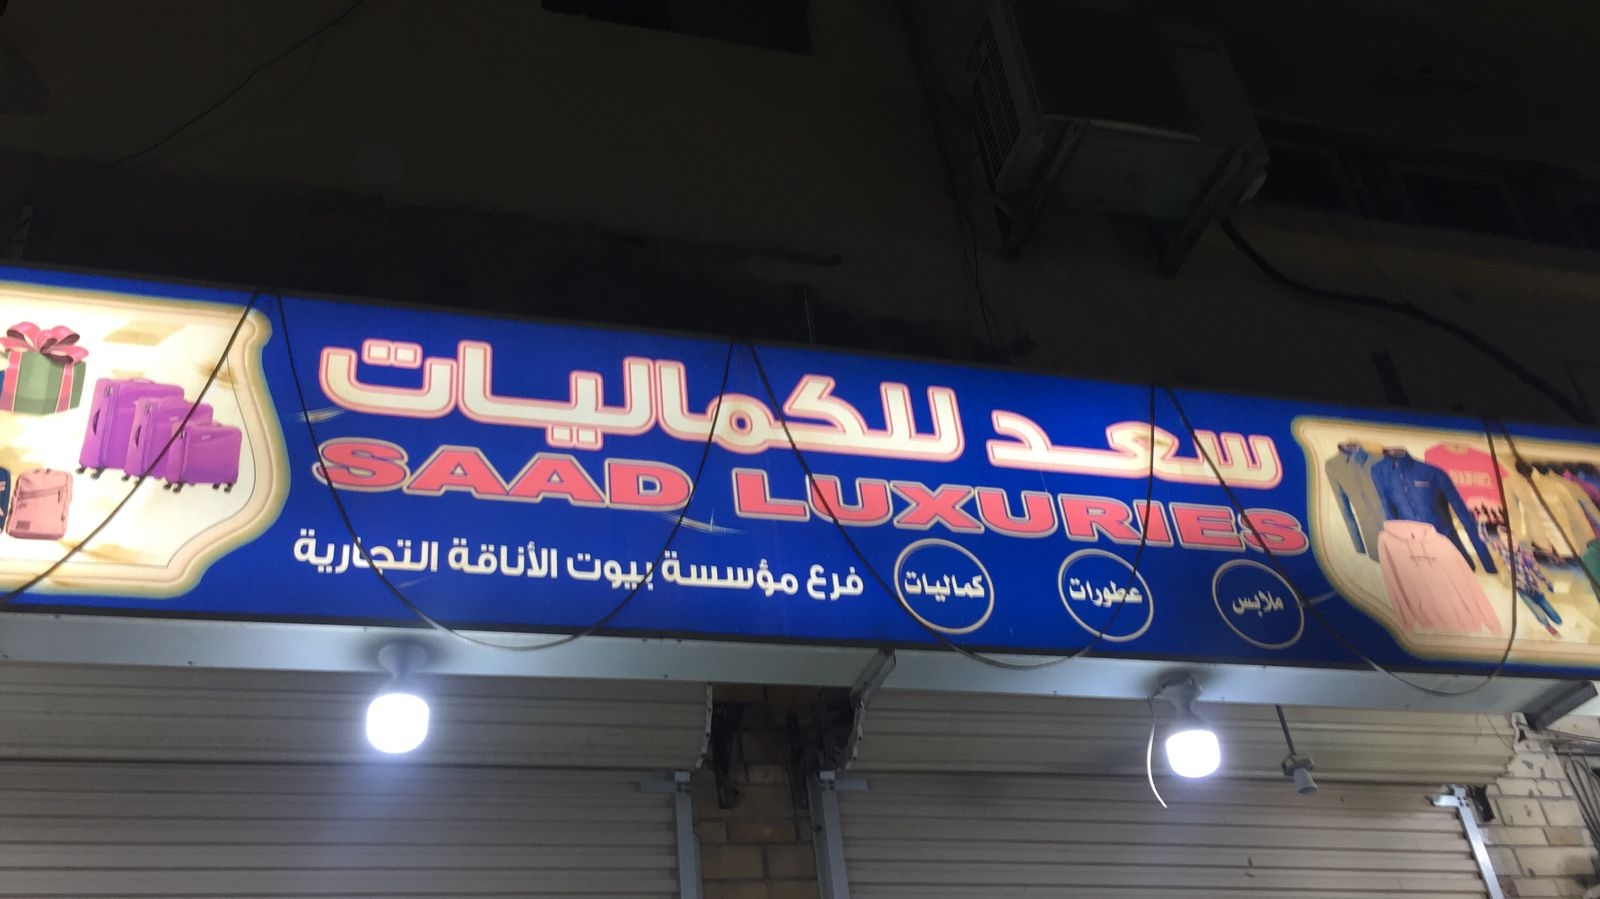 سعد للكماليات
SAAD LUXURIES
ملابس
عطورات
كماليات
فرع مؤسسة بيوت الأناقة التجارية